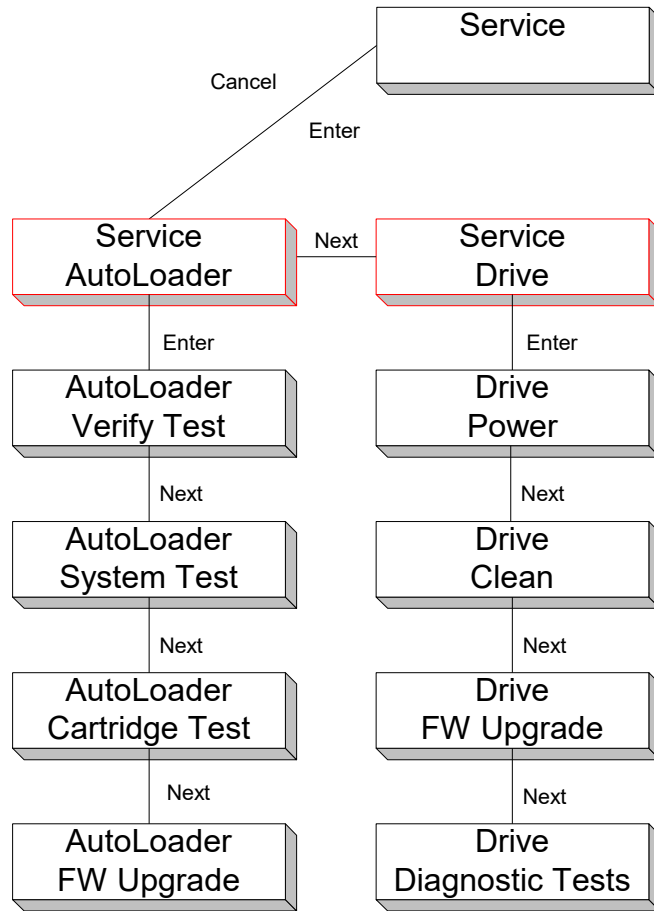 Service
Cancel
Enter
Service
AutoLoader
Next
Service
Drive
Enter
Enter
AutoLoader
Verify Test
Drive
Power
Next
Next
AutoLoader
System Test
Drive
Clean
Next
Next
AutoLoader
Cartridge Test
Drive
FW Upgrade
Next
Next
AutoLoader
FW Upgrade
Drive
Diagnostic Tests